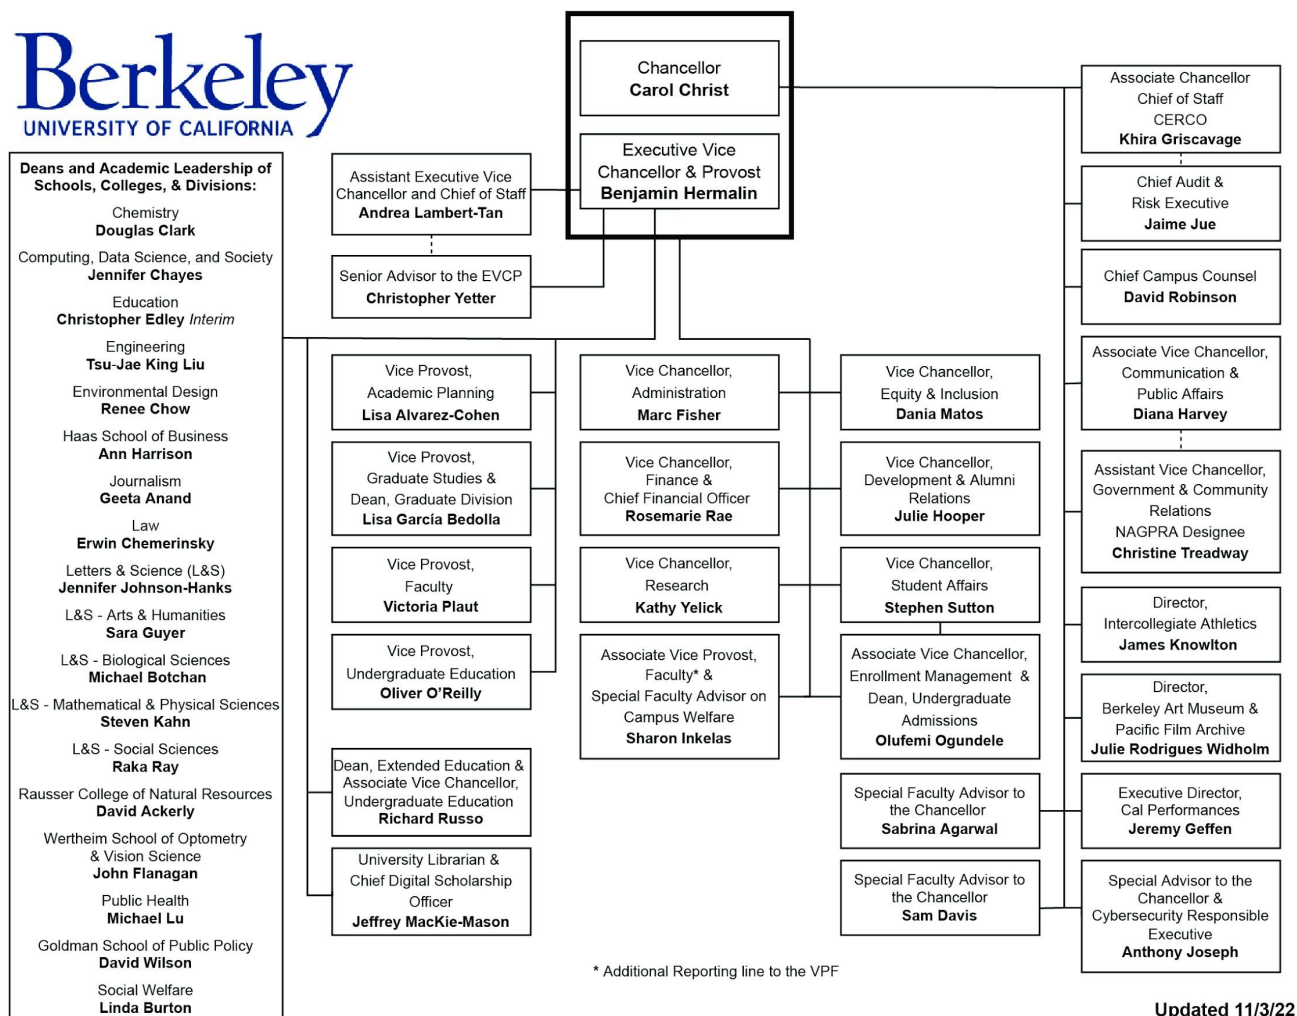 Berkeley
UNIVERSITY OF CALIFORNIA
Deans and Academic Leadership of
Schools, Colleges, & Divisions:
Chemistry
Douglas Clark
Computing, Data Science, and Society
Jennifer Chayes
Education
Christopher Edley Interim
Engineering
Tsu-Jae King Liu
Environmental Design
Renee Chow
Haas School of Business
Ann Harrison
Journalism
Geeta Anand
Law
Erwin Chemerinsky
Letters & Science (L&S)
Jennifer Johnson-Hanks
L&S - Arts & Humanities
Sara Guyer
L&S - Biological Sciences
Michael Botchan
L&S - Mathematical & Physical Sciences
Steven Kahn
L&S - Social Sciences
Raka Ray
Rausser College of Natural Resources
David Ackerly
Wertheim School of Optometry
& Vision Science
John Flanagan
Public Health
Michael Lu
Goldman School of Public Policy
David Wilson
Social Welfare
Linda Burton
Chancellor
Carol Christ
Executive Vice
Chancellor & Provost
Benjamin Hermalin
Assistant Executive Vice
Chancellor and Chief of Staff
Andrea Lambert-Tan
Senior Advisor to the EVCP
Christopher Yetter
Vice Provost,
Academic Planning
Lisa Alvarez-Cohen
Vice Provost,
Graduate Studies &
Dean, Graduate Division
Lisa García Bedolla
Vice Provost,
Faculty
Victoria Plaut
Vice Provost,
Undergraduate Education
Oliver O'Reilly
Dean, Extended Education &
Associate Vice Chancellor,
Undergraduate Education
Richard Russo
University Librarian &
Chief Digital Scholarship
Officer
Jeffrey MacKie-Mason
Vice Chancellor,
Administration
Marc Fisher
Vice Chancellor,
Finance &
Chief Financial Officer
Rosemarie Rae
Vice Chancellor,
Research
Kathy Yelick
Associate Vice Provost,
Faculty* &
Special Faculty Advisor on
Campus Welfare
Sharon Inkelas
Vice Chancellor,
Equity & Inclusion
Dania Matos
Vice Chancellor,
Development & Alumni
Relations
Julie Hooper
Vice Chancellor,
Student Affairs
Stephen Sutton
Associate Vice Chancellor,
Enrollment Management &
Dean, Undergraduate
Admissions
Olufemi Ogundele
Special Faculty Advisor to
the Chancellor
Sabrina Agarwal
Special Faculty Advisor to
the Chancellor
Sam Davis
Associate Chancellor
Chief of Staff
CERCO
Khira Griscavage
Chief Audit &
Risk Executive
Jaime Jue
Chief Campus Counsel
David Robinson
Associate Vice Chancellor,
Communication &
Public Affairs
Diana Harvey
Assistant Vice Chancellor,
Government & Community
Relations
NAGPRA Designee
Christine Treadway
Director,
Intercollegiate Athletics
James Knowlton
Director,
Berkeley Art Museum &
Pacific Film Archive
Julie Rodrigues Widholm
Executive Director,
Cal Performances
Jeremy Geffen
Special Advisor to the
Chancellor &
Cybersecurity Responsible
Executive
Anthony Joseph
* Additional Reporting line to the VPF
Updated 11/3/22